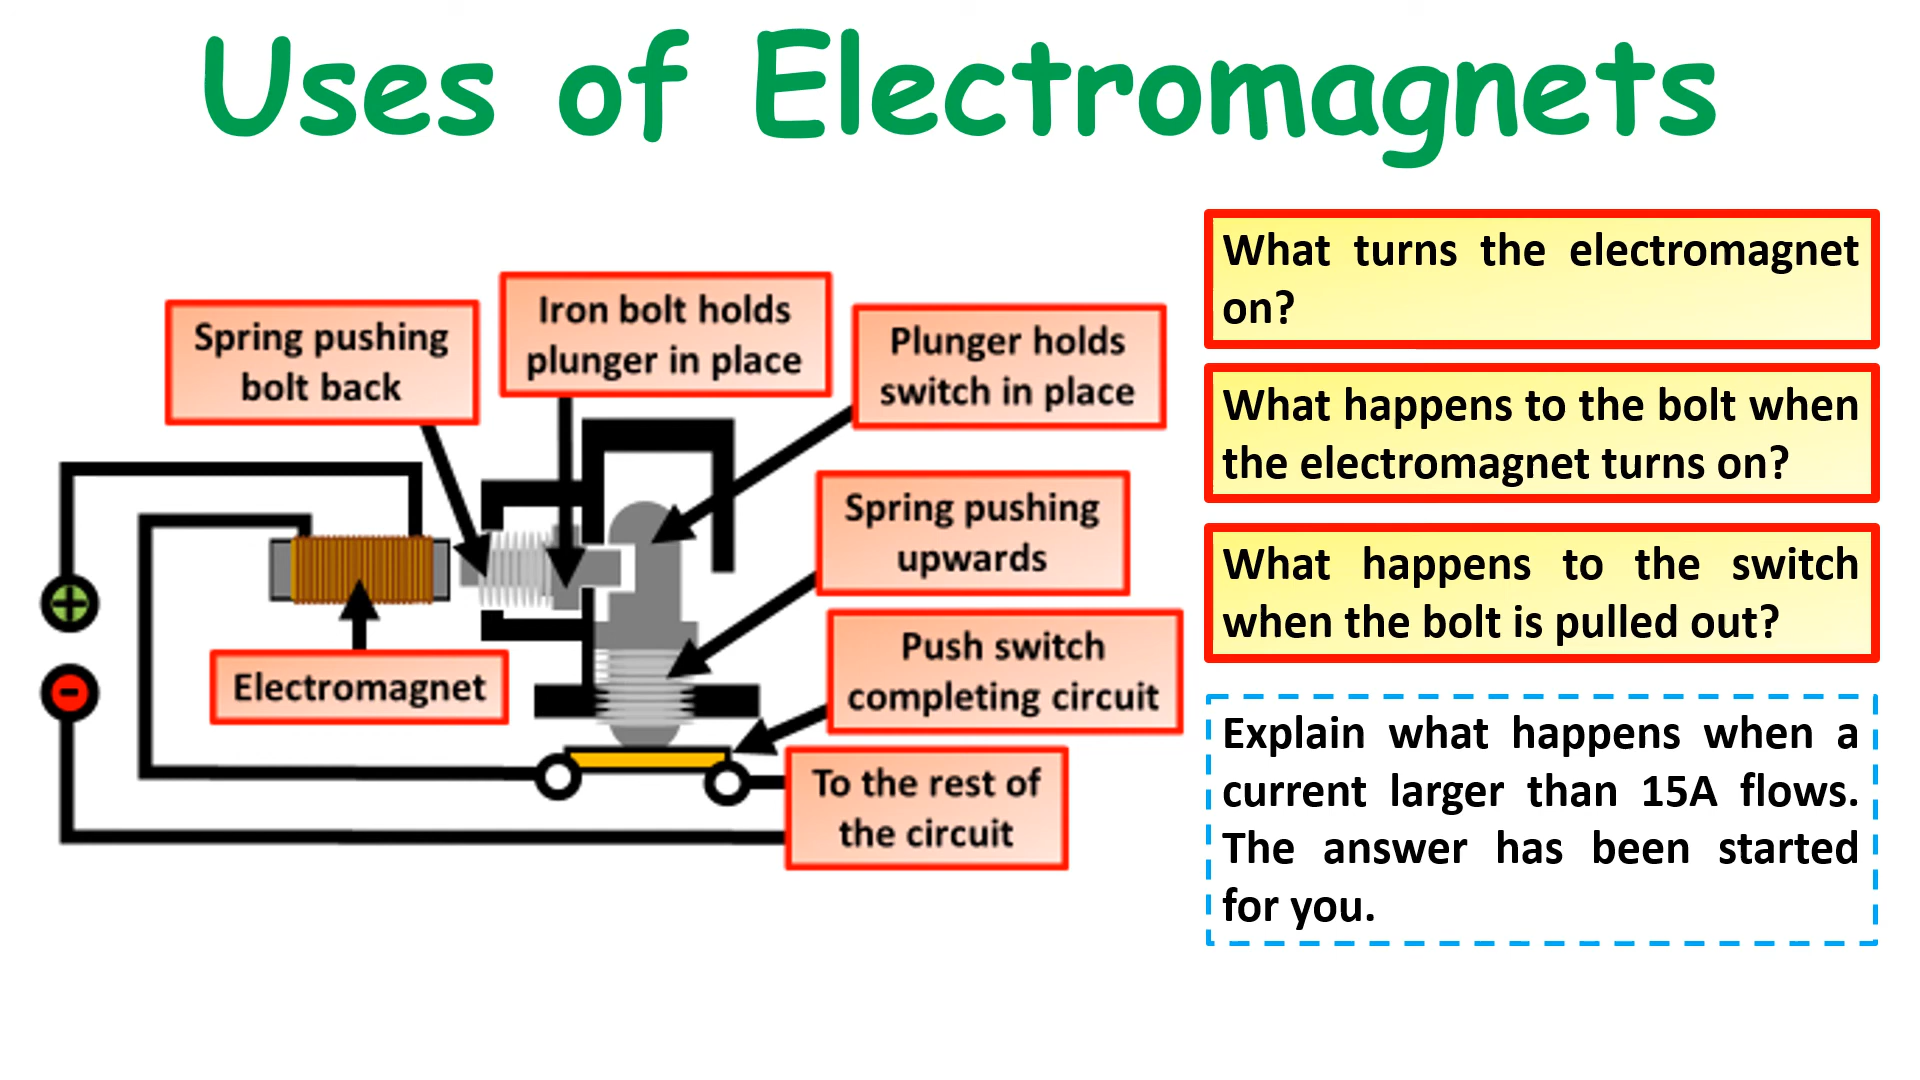 Uses of Electromagnets
Spring pushing
bolt back
Iron bolt holds
plunger in place
Plunger holds
switch in place
Spring pushing
upwards
Push switch
completing circuit
Electromagnet
To the rest of
the circuit
+
-
What turns the electromagnet
on?
What happens to the bolt when
the electromagnet turns on?
What happens to the switch
when the bolt is pulled out?
Explain what happens when a
current larger than 15A flows.
The answer has been started
for you.